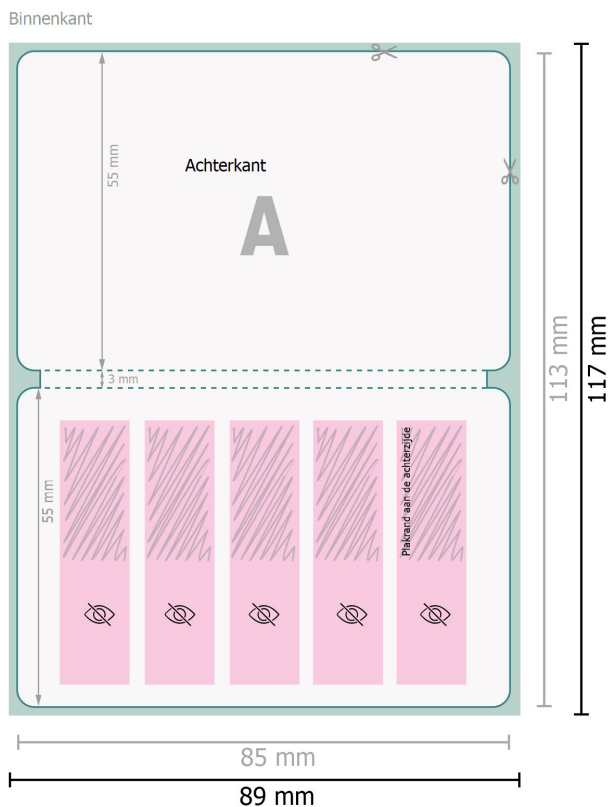 Binnenkant
55 mm
Achterkant
A
3 mm
55 mm
Plakrand aan de achterzijde
113 mm
117 mm
85 mm
89 mm